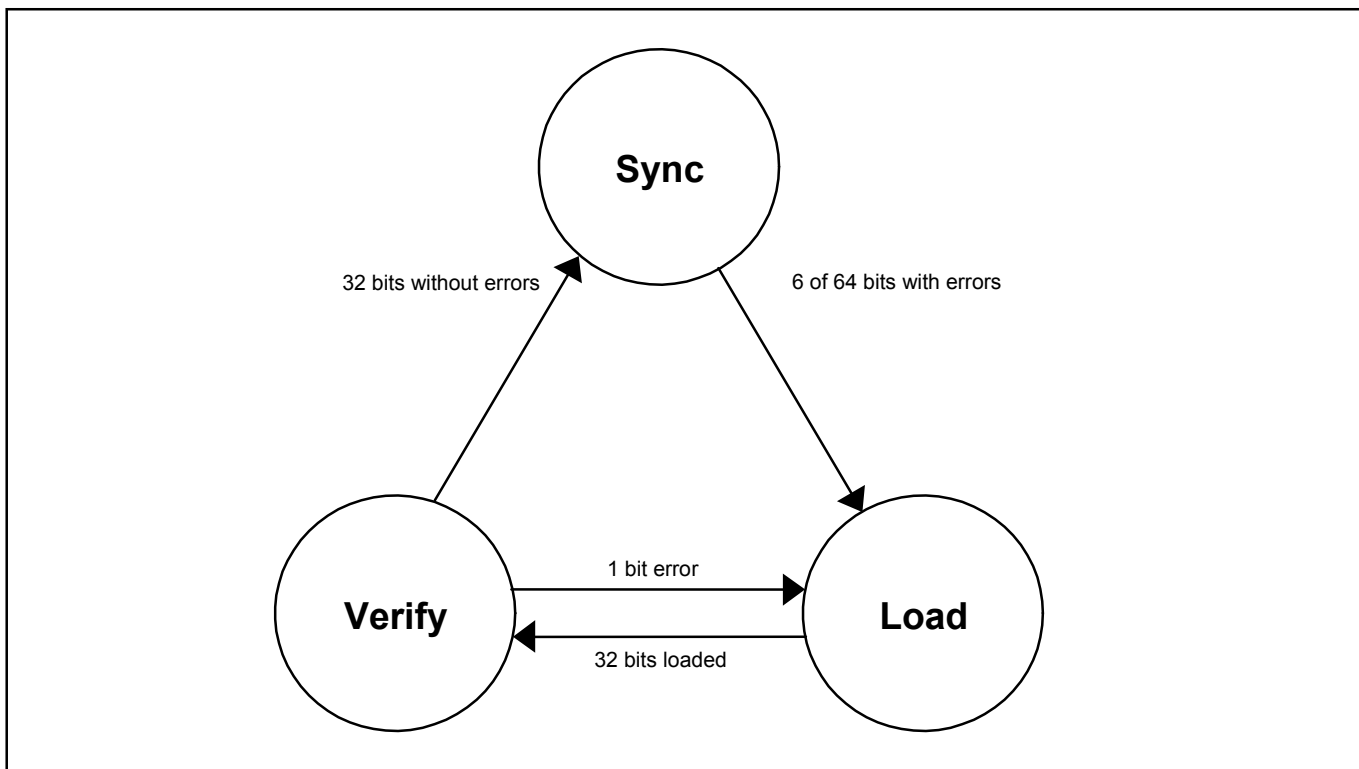 Sync
32 bits without errors
6 of 64 bits with errors
1 bit error
Verify
Load
32 bits loaded